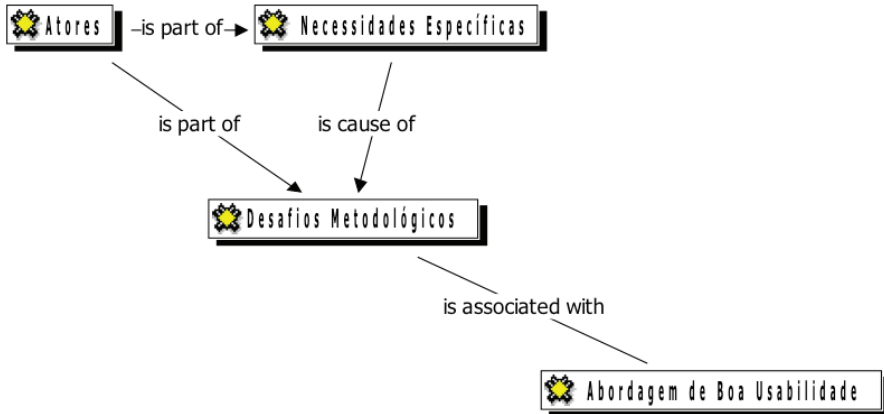 Atores
is part of
Necessidades Específicas
is part of
is cause of
Desafios Metodológicos
is associated with
Abordagem de Boa Usabilidade